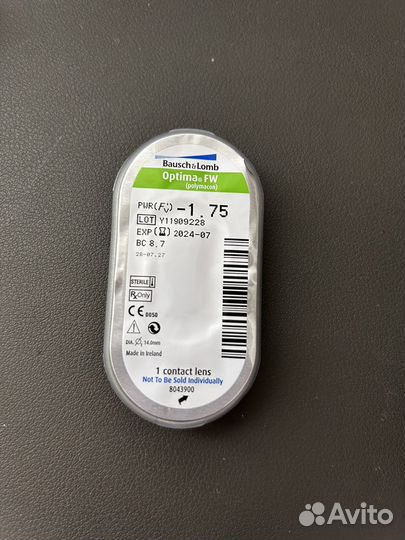 Bausch & Lomb
Optima® FW
(polymacon)
PWR(F'v) -1.75
LOT Y11909228
EXP 2024-07
BC 8.7
28-07.27
STERILE
Rx Only
CE 0050
DIA. 14.0mm
Made in Ireland
1 contact lens
Not To Be Sold Individually
8043900
Avito